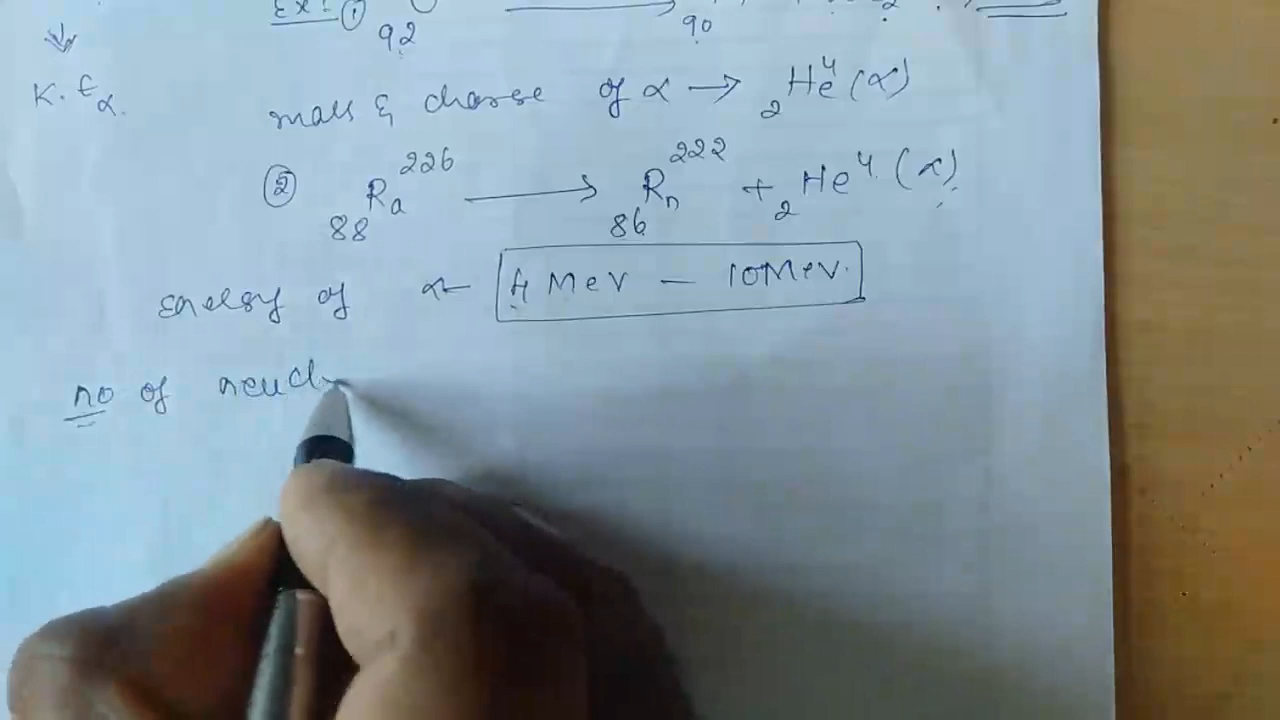 Ex: ①
92 90
K.Eα.
mass & charge of α → ₂He⁴ (α)
② ₈₈Ra²²⁶ → ₈₆Rn²²² + ₂He⁴ (α)
Energy of α 4 MeV — 10 MeV.
no of neucl